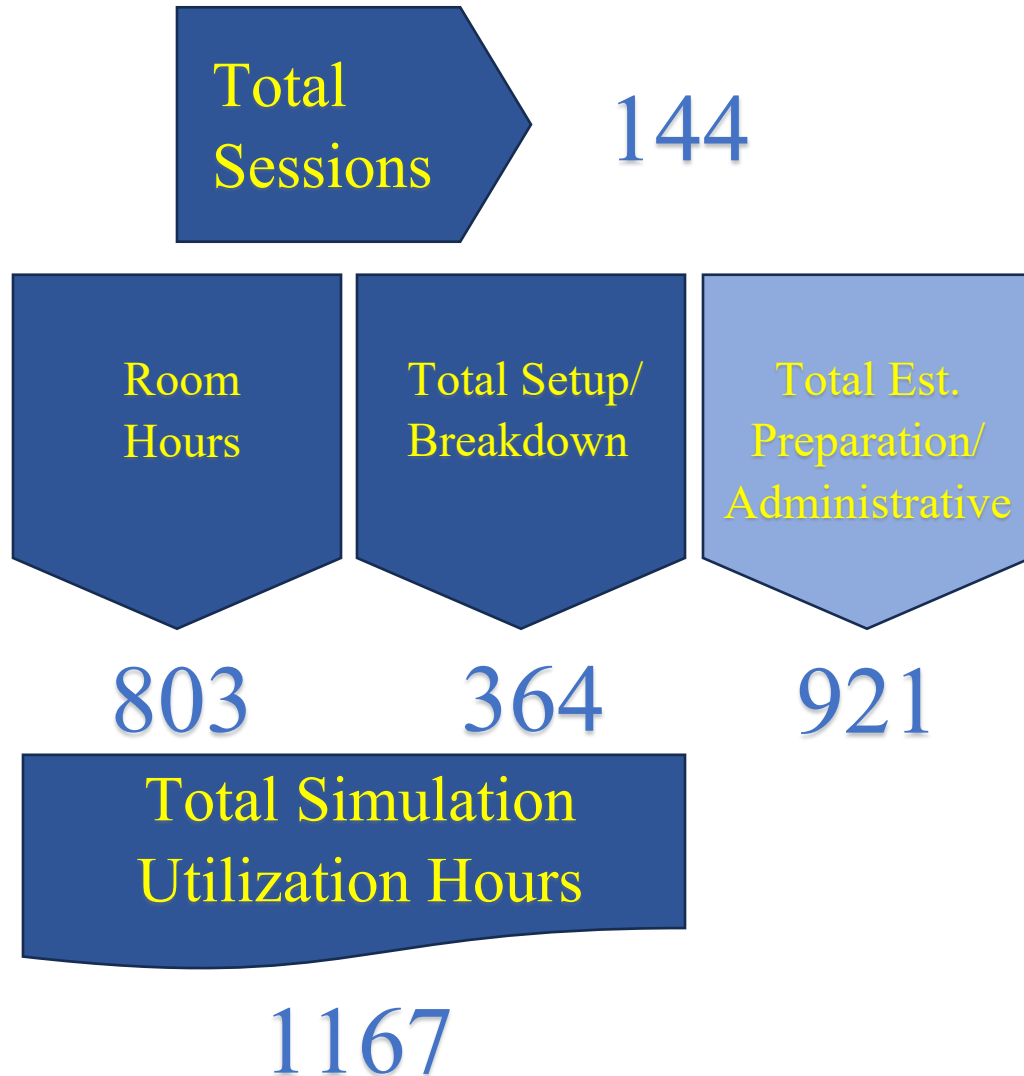 Total
Sessions
144
Room
Hours
Total Setup/
Breakdown
Total Est.
Preparation/
Administrative
803
364
921
Total Simulation
Utilization Hours
1167